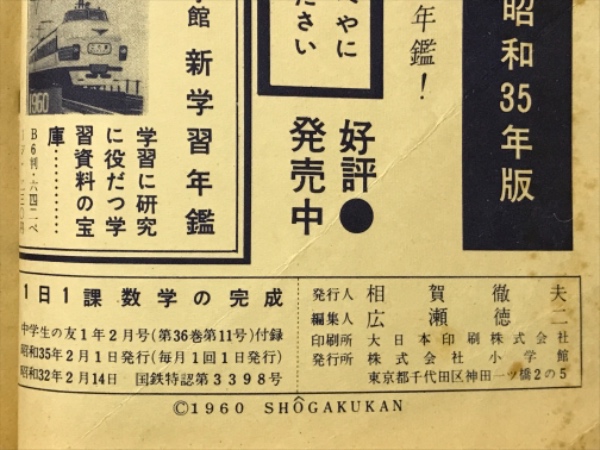 昭和35年版
年鑑！
やに
ださい
好評●
発売中
館 新学習年鑑
1960
学習に研究
に役だつ学
習資料の宝
庫…………
B6判・六四二ペ
1日1課数学の完成
中学生の友1年2月号(第36巻第11号)付録
昭和35年2月1日発行(毎月1回1日発行)
昭和32年2月14日 国鉄特認第3398号
発行人 相賀徹夫
編集人 広瀬徳二
印刷所 大日本印刷株式会社
発行所 株式会社小学館
東京都千代田区神田一ツ橋2の5
©1960 SHÔGAKUKAN